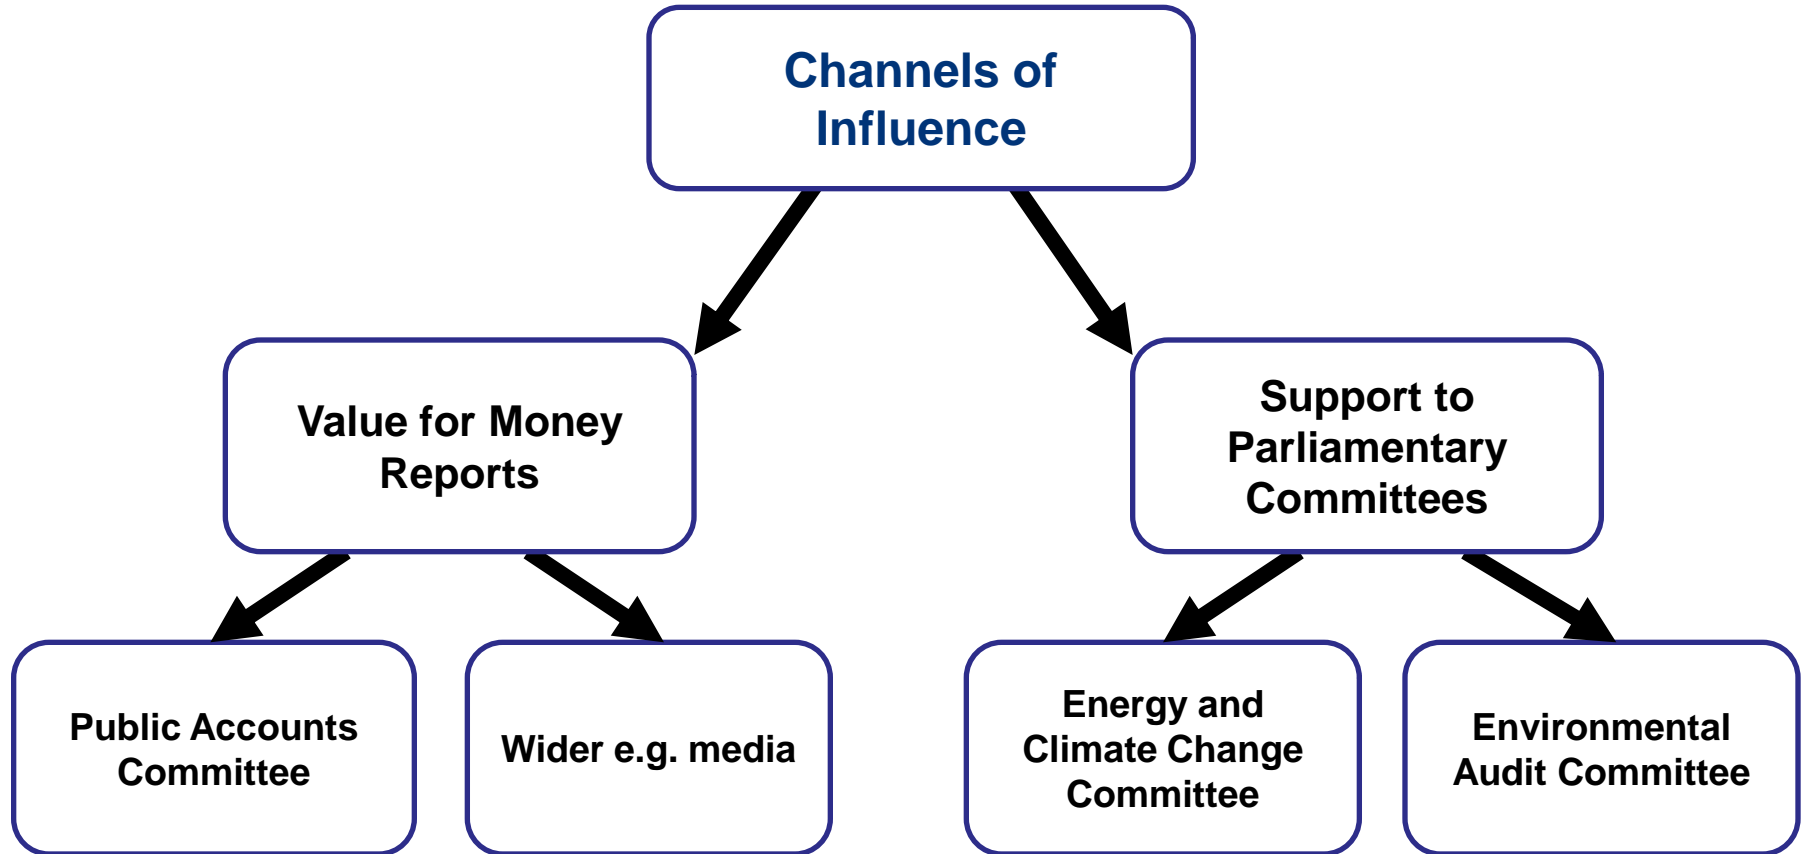 Channels of
Influence
Value for Money
Reports
Support to
Parliamentary
Committees
Public Accounts
Committee
Wider e.g. media
Energy and
Climate Change
Committee
Environmental
Audit Committee